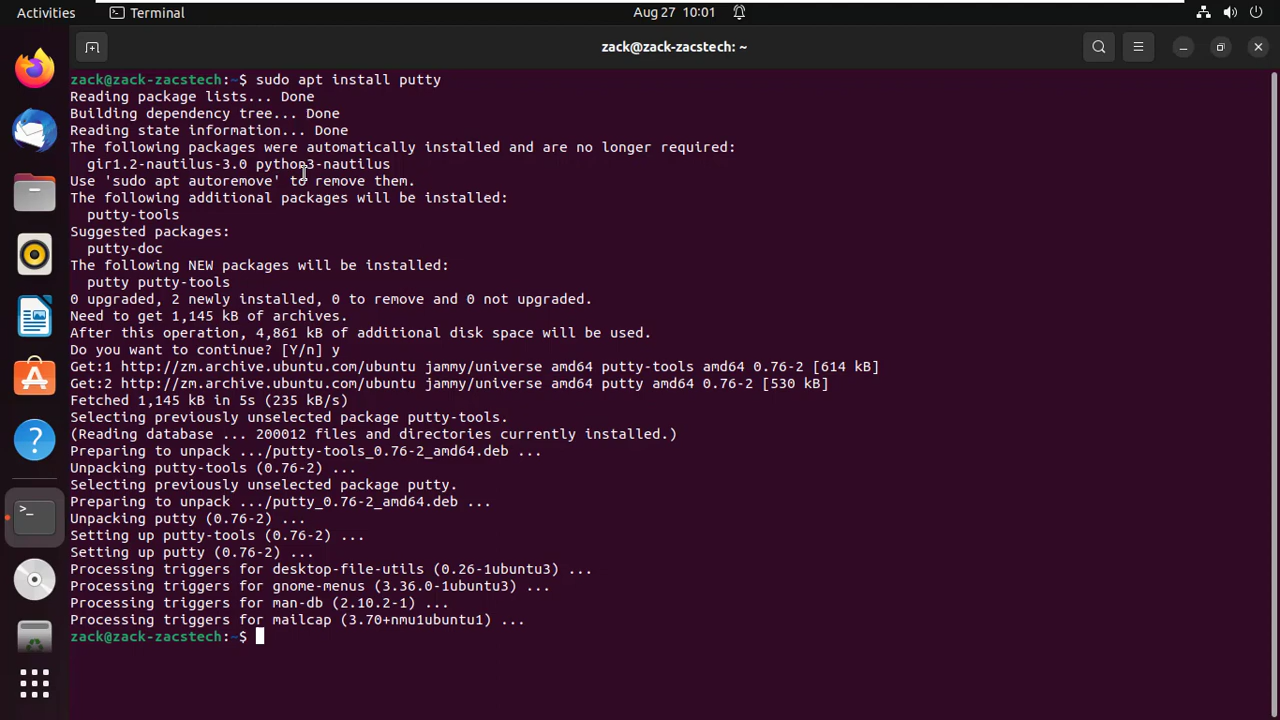 Activities
Terminal
Aug 27 10:01
zack@zack-zacstech: ~
zack@zack-zacstech:~$ sudo apt install putty
Reading package lists... Done
Building dependency tree... Done
Reading state information... Done
The following packages were automatically installed and are no longer required:
  gir1.2-nautilus-3.0 python3-nautilus
Use 'sudo apt autoremove' to remove them.
The following additional packages will be installed:
  putty-tools
Suggested packages:
  putty-doc
The following NEW packages will be installed:
  putty putty-tools
0 upgraded, 2 newly installed, 0 to remove and 0 not upgraded.
Need to get 1,145 kB of archives.
After this operation, 4,861 kB of additional disk space will be used.
Do you want to continue? [Y/n] y
Get:1 http://zm.archive.ubuntu.com/ubuntu jammy/universe amd64 putty-tools amd64 0.76-2 [614 kB]
Get:2 http://zm.archive.ubuntu.com/ubuntu jammy/universe amd64 putty amd64 0.76-2 [530 kB]
Fetched 1,145 kB in 5s (235 kB/s)
Selecting previously unselected package putty-tools.
(Reading database ... 200012 files and directories currently installed.)
Preparing to unpack .../putty-tools_0.76-2_amd64.deb ...
Unpacking putty-tools (0.76-2) ...
Selecting previously unselected package putty.
Preparing to unpack .../putty_0.76-2_amd64.deb ...
Unpacking putty (0.76-2) ...
Setting up putty-tools (0.76-2) ...
Setting up putty (0.76-2) ...
Processing triggers for desktop-file-utils (0.26-1ubuntu3) ...
Processing triggers for gnome-menus (3.36.0-1ubuntu3) ...
Processing triggers for man-db (2.10.2-1) ...
Processing triggers for mailcap (3.70+nmu1ubuntu1) ...
zack@zack-zacstech:~$